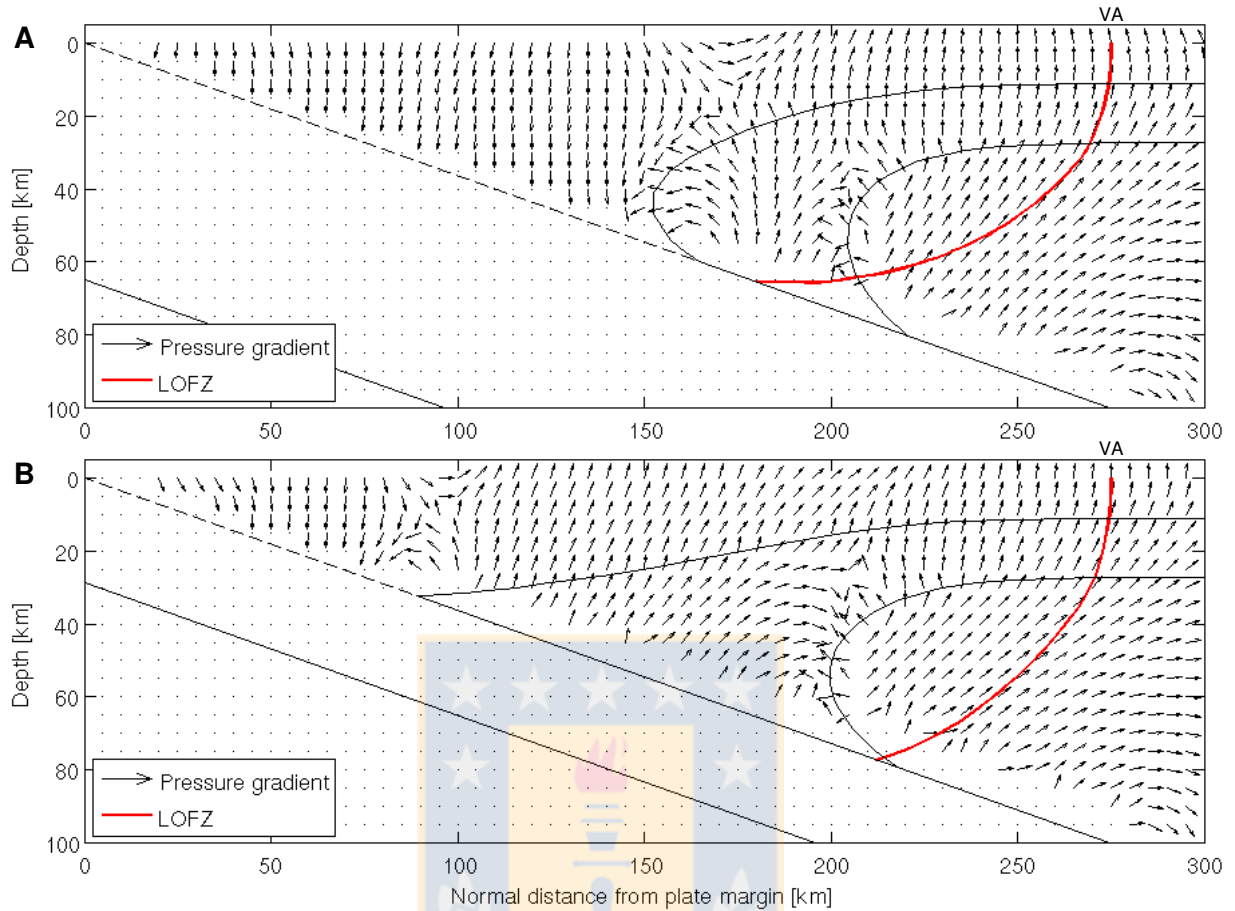 VA
A
0
20
40
60
80
100
Depth [km]
Pressure gradient
LOFZ
0 50 100 150 200 250 300
VA
B
0
20
40
60
80
100
Depth [km]
Pressure gradient
LOFZ
0 50 100 150 200 250 300
Normal distance from plate margin [km]